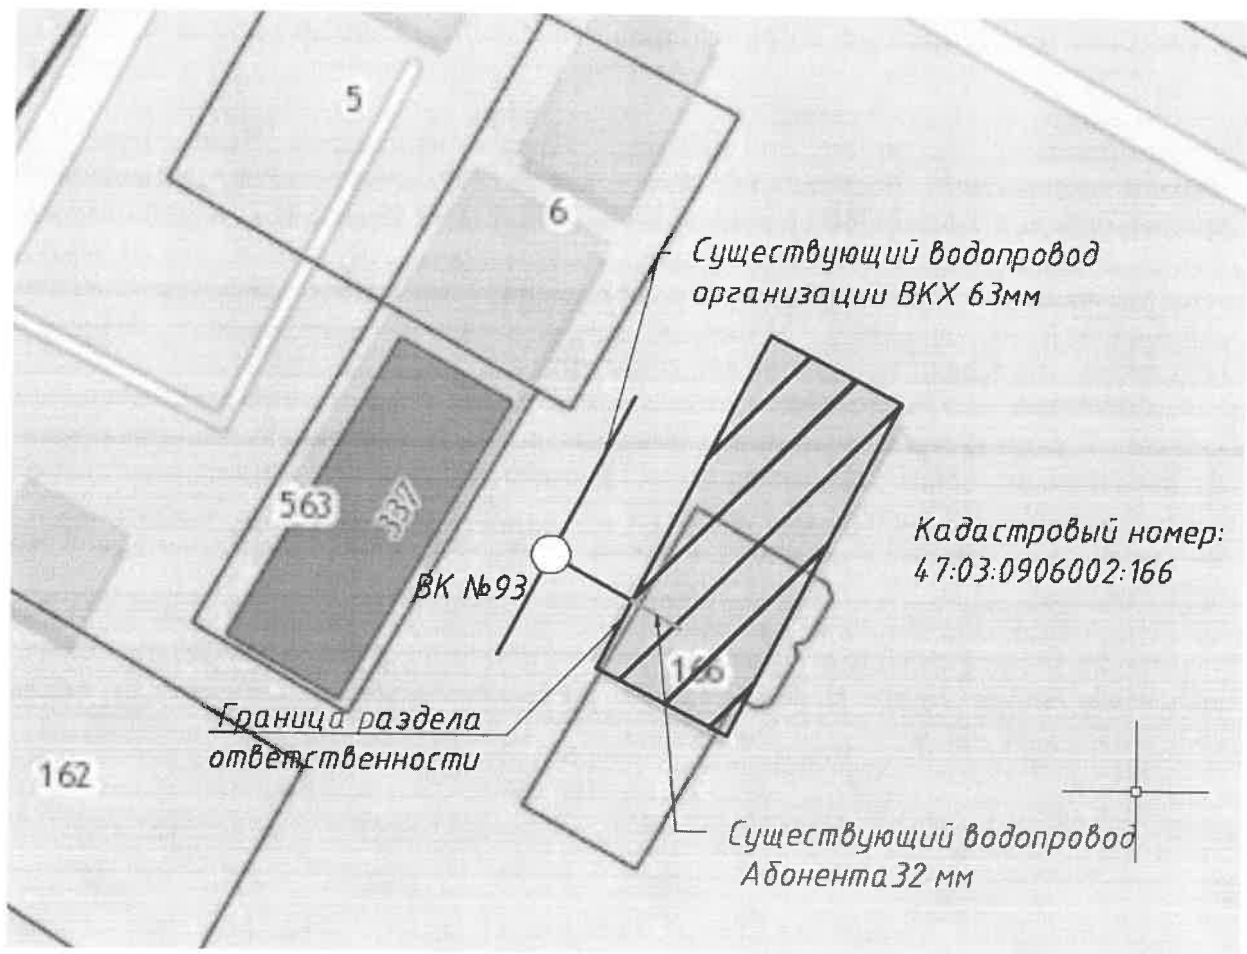 5
6
Существующий водопровод
организации ВКХ 63мм
563
337
Кадастровый номер:
47:03:0906002:166
ВК №93
166
Граница раздела
ответственности
162
Существующий водопровод
Абонента 32 мм